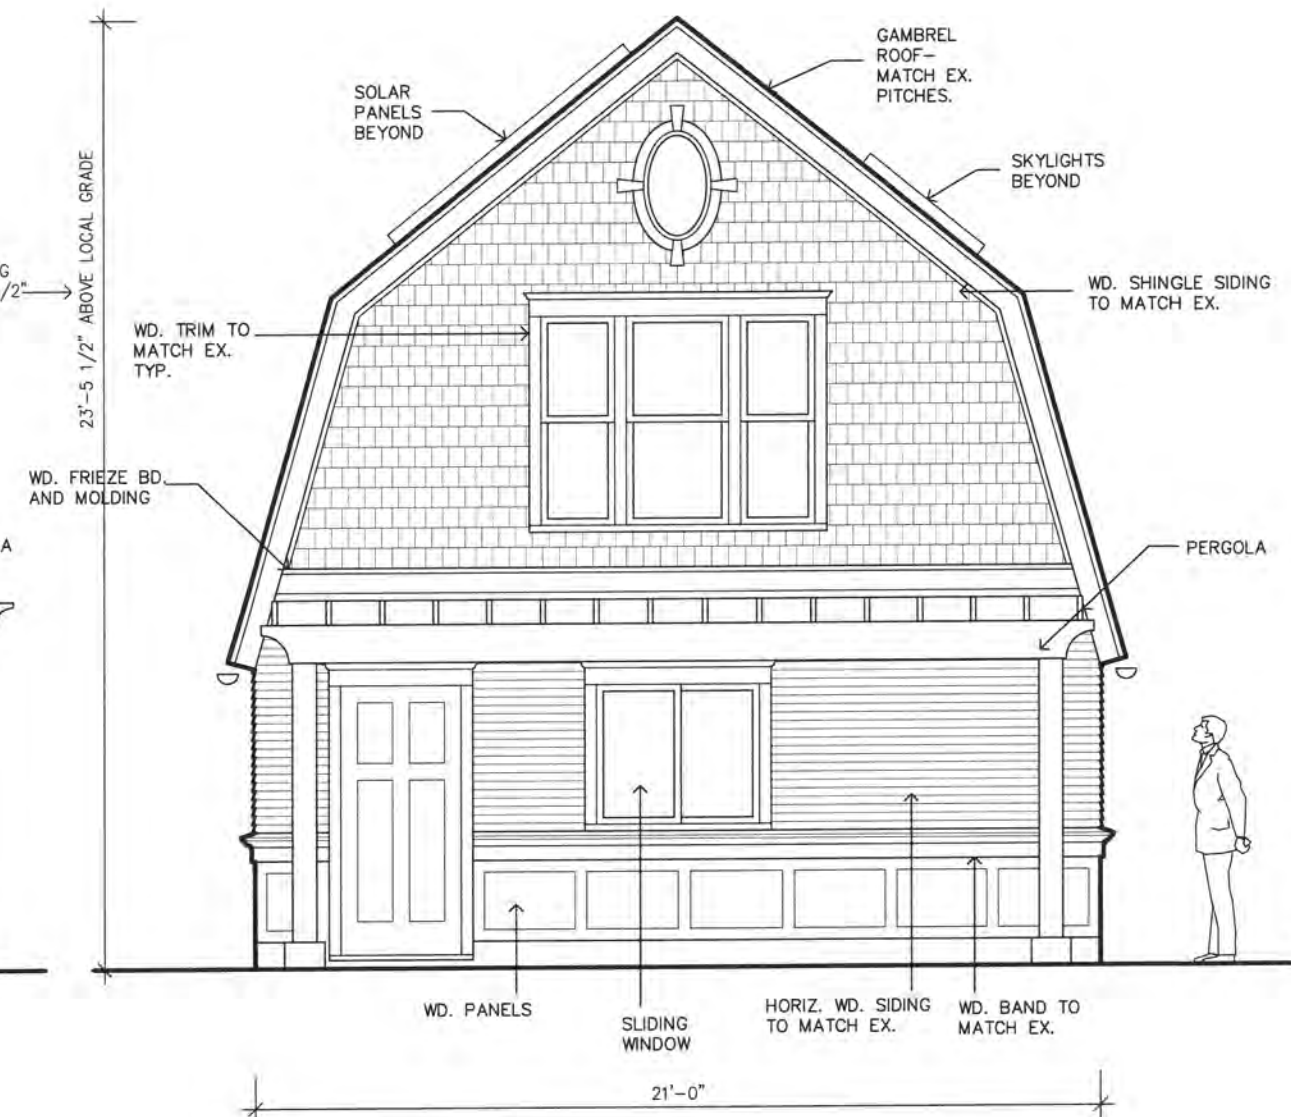 GAMBREL
ROOF–
MATCH EX.
PITCHES.
SOLAR
PANELS
BEYOND
SKYLIGHTS
BEYOND
23'–5 1/2" ABOVE LOCAL GRADE
G
/2"
WD. SHINGLE SIDING
TO MATCH EX.
WD. TRIM TO
MATCH EX.
TYP.
WD. FRIEZE BD.
AND MOLDING
A
PERGOLA
WD. PANELS
SLIDING
WINDOW
HORIZ. WD. SIDING
TO MATCH EX.
WD. BAND TO
MATCH EX.
21'–0"